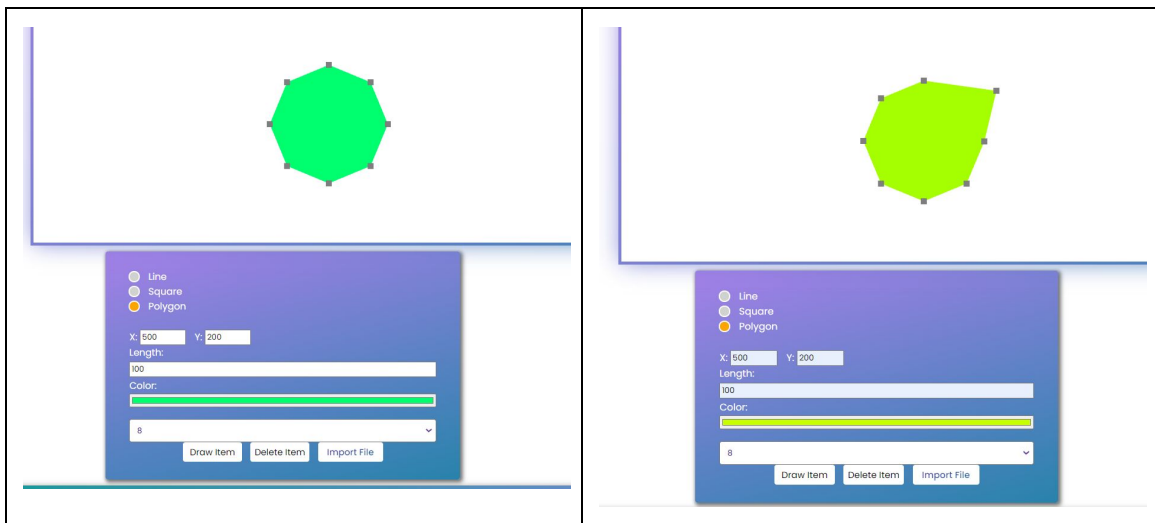 Line
Square
Polygon
X: 500 Y: 200
Length:
100
Color:
8
Draw Item Delete Item Import File
Line
Square
Polygon
X: 500 Y: 200
Length:
100
Color:
8
Draw Item Delete Item Import File